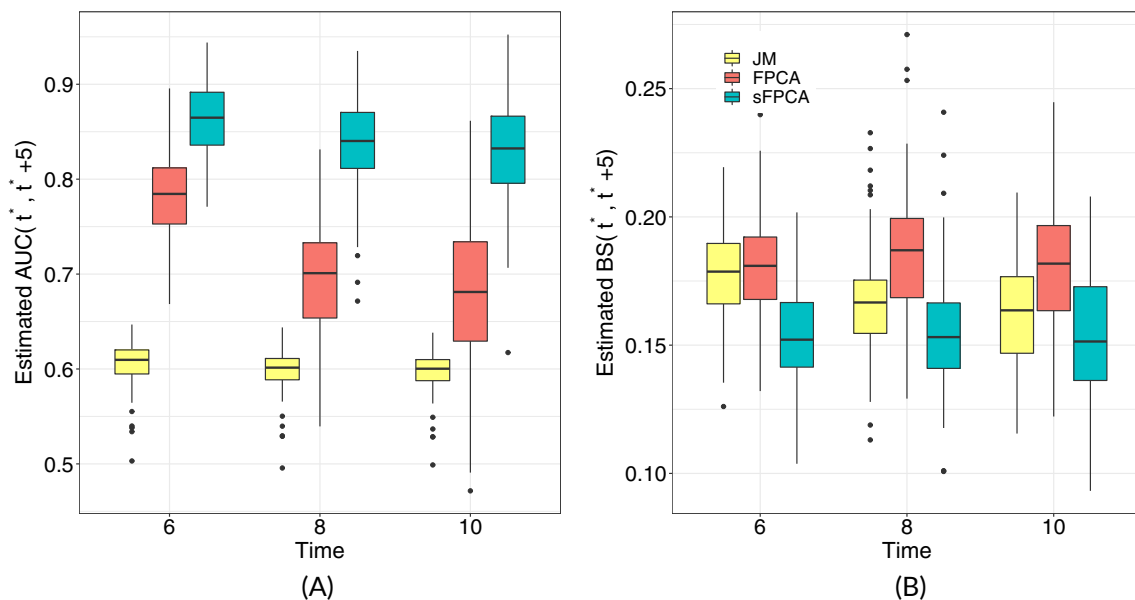 Estimated AUC( t*, t* +5)
0.9
0.8
0.7
0.6
0.5
6
8
10
Time
(A)
Estimated BS( t*, t* +5)
0.25
0.20
0.15
0.10
JM
FPCA
sFPCA
6
8
10
Time
(B)